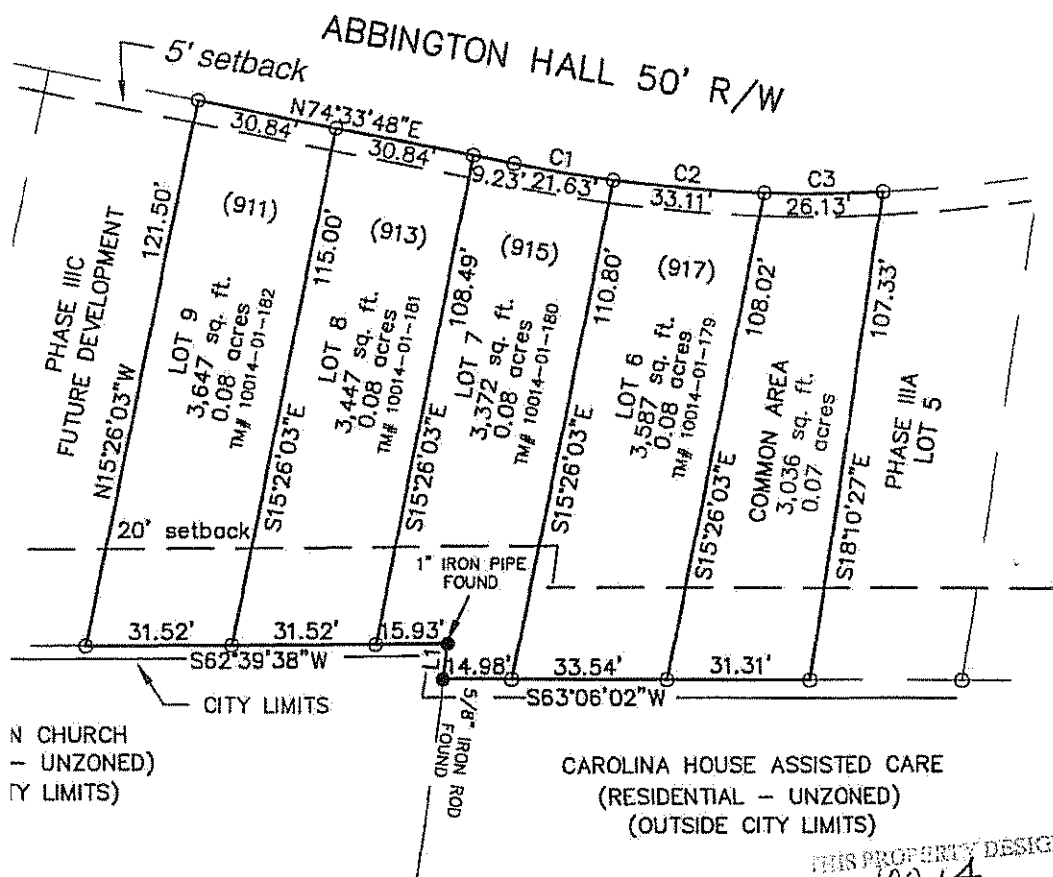 ABBINGTON HALL 50' R/W
5' setback
N74°33'48"E
30.84'
30.84'
9.23'
21.63'
C1
C2
33.11'
C3
26.13'
PHASE IIIC
FUTURE DEVELOPMENT
N15°26'03"W
121.50'
(911)
LOT 9
3,647 sq. ft.
0.08 acres
TM# 10014-01-182
115.00'
S15°26'03"E
(913)
LOT 8
3,447 sq. ft.
0.08 acres
TM# 10014-01-181
108.49'
S15°26'03"E
(915)
LOT 7
3,372 sq. ft.
0.08 acres
TM# 10014-01-180
110.80'
S15°26'03"E
(917)
LOT 6
3,587 sq. ft.
0.08 acres
TM# 10014-01-179
108.02'
S15°26'03"E
COMMON AREA
3,036 sq. ft.
0.07 acres
107.33'
S18°10'27"E
PHASE IIIA
LOT 5
20' setback
1" IRON PIPE
FOUND
31.52'
31.52'
15.93'
S62°39'38"W
L1
14.98'
33.54'
31.31'
S63°06'02"W
CITY LIMITS
5/8" IRON ROD
FOUND
N CHURCH
- UNZONED)
TY LIMITS)
CAROLINA HOUSE ASSISTED CARE
(RESIDENTIAL - UNZONED)
(OUTSIDE CITY LIMITS)
THIS PROPERTY DESIG